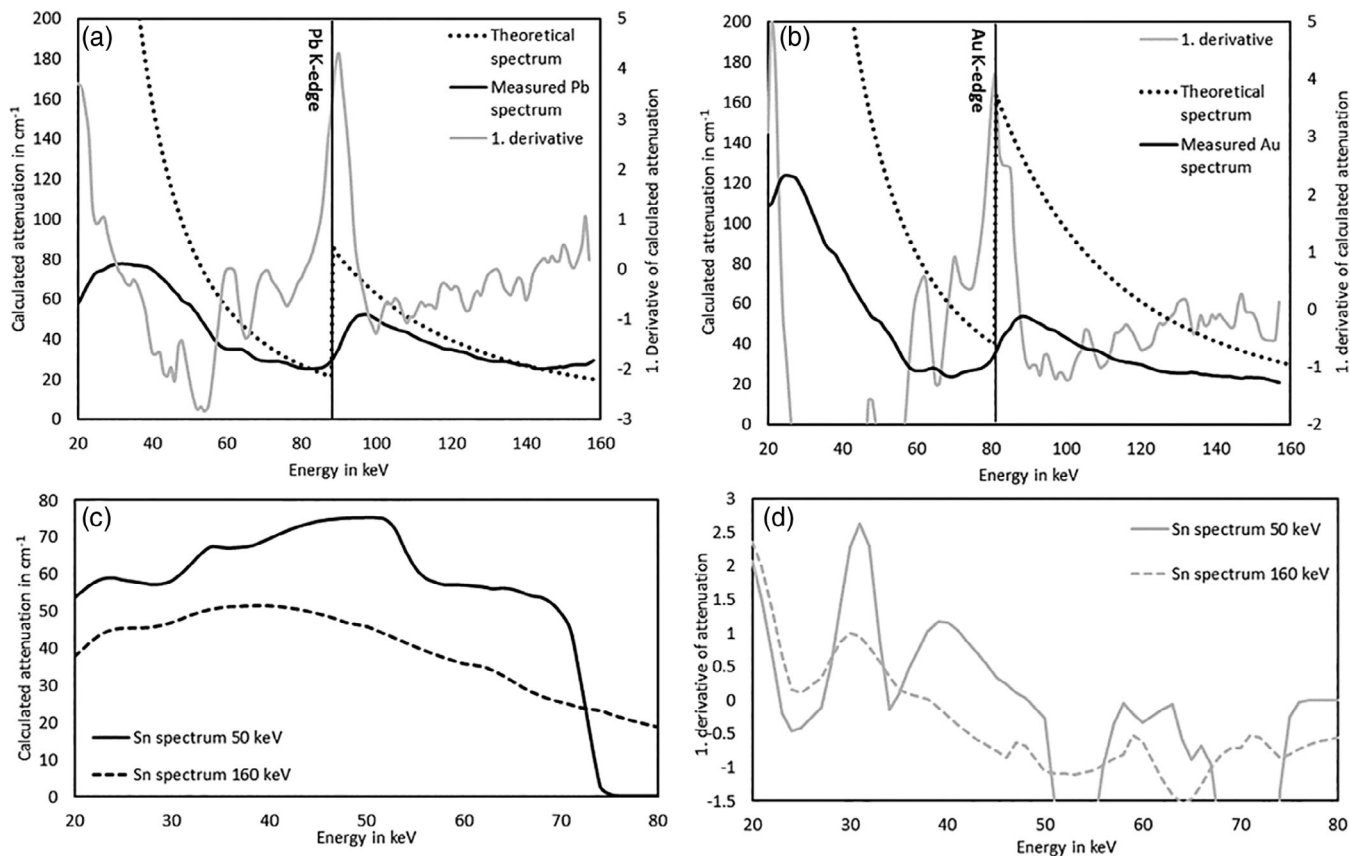 (a)
200
180
160
140
120
100
80
60
40
20
0
Calculated attenuation in cm⁻¹
Pb K-edge
Theoretical
spectrum
Measured Pb
spectrum
1. derivative
5
4
3
2
1
0
-1
-2
-3
1. Derivative of calculated attenuation
20 40 60 80 100 120 140 160
Energy in keV
(b)
200
180
160
140
120
100
80
60
40
20
0
Calculated attenuation in cm⁻¹
Au K-edge
1. derivative
Theoretical
spectrum
Measured Au
spectrum
5
4
3
2
1
0
-1
-2
1. derivative of calculated attenuation
20 40 60 80 100 120 140 160
Energy in keV
(c)
80
70
60
50
40
30
20
10
0
Calculated attenuation in cm⁻¹
Sn spectrum 50 keV
Sn spectrum 160 keV
20 30 40 50 60 70 80
Energy in keV
(d)
3
2.5
2
1.5
1
0.5
0
-0.5
-1
-1.5
1. derivative of attenuation
Sn spectrum 50 keV
Sn spectrum 160 keV
20 30 40 50 60 70 80
Energy in keV